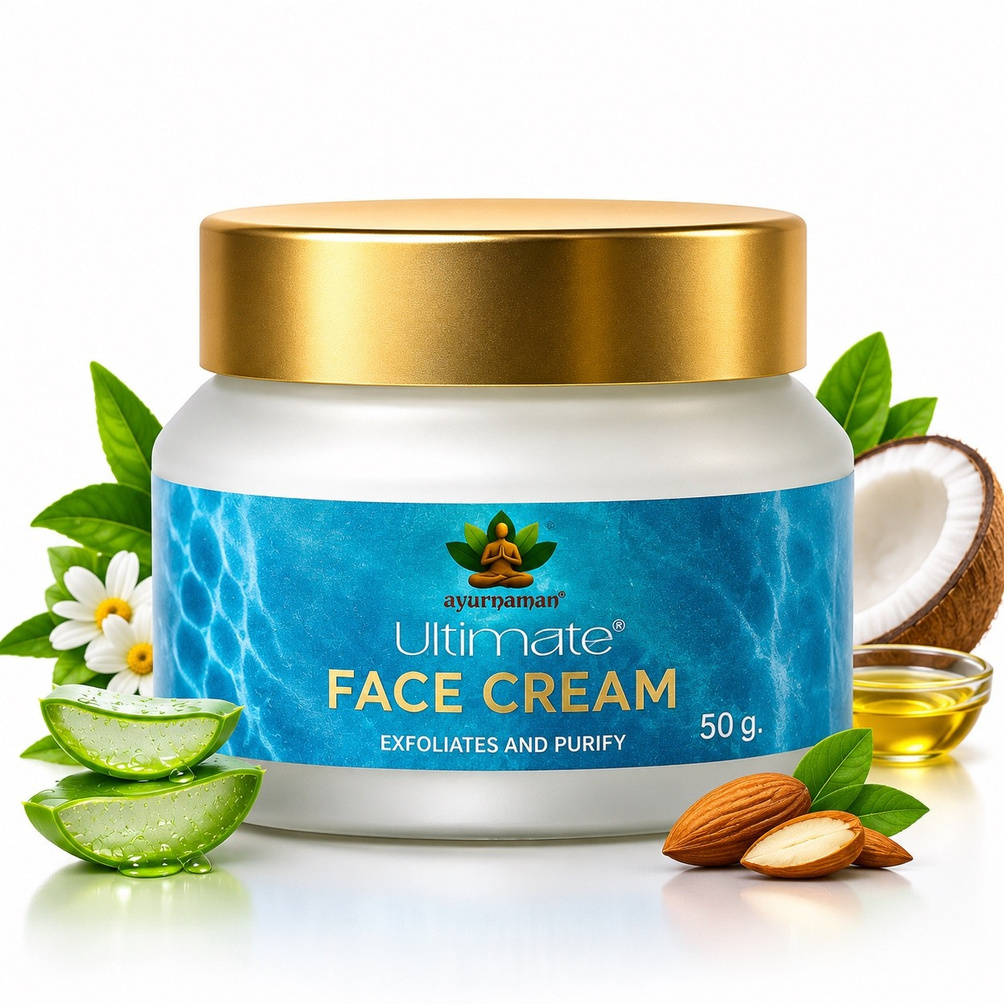 ®
ayurnaman®
Ultimate®
FACE CREAM
EXFOLIATES AND PURIFY
50 g.